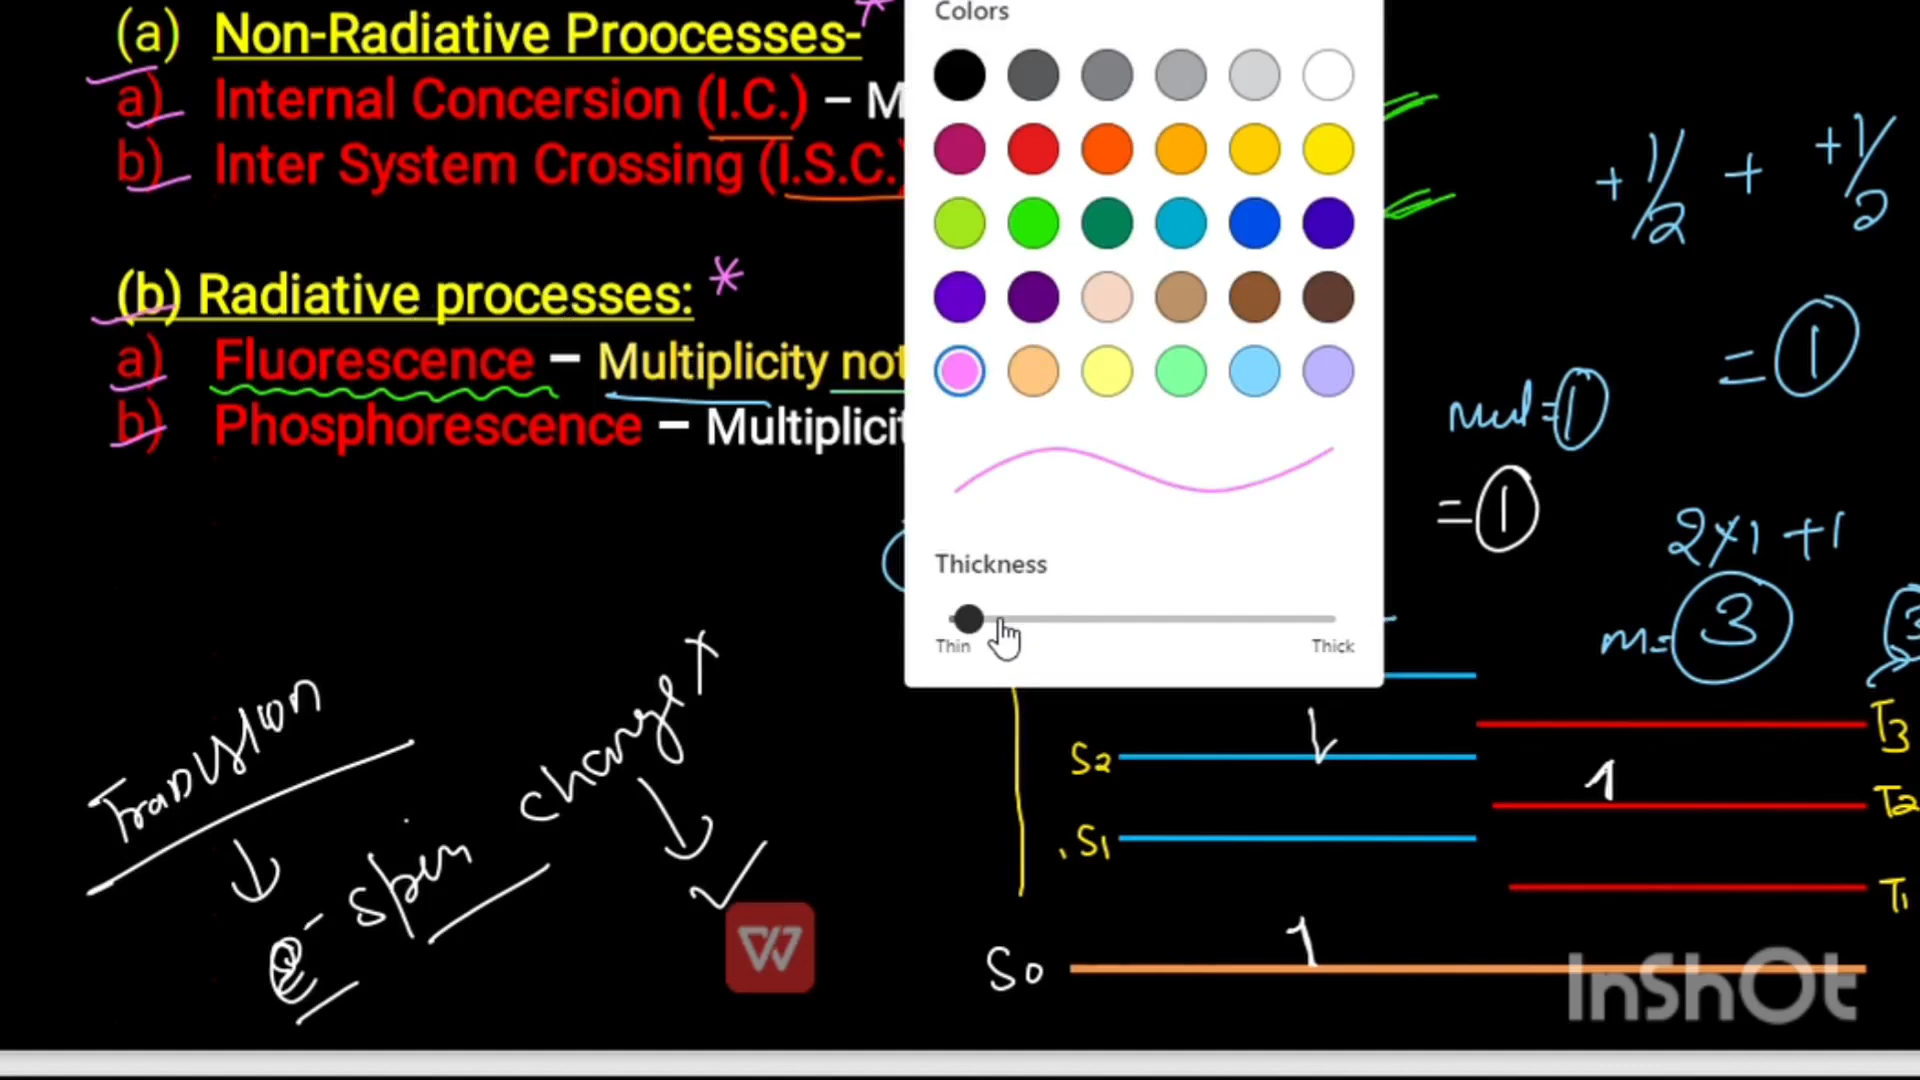 (a) Non-Radiative Proocesses-*
a) Internal Concersion (I.C.) – M
b) Inter System Crossing (I.S.C.)
(b) Radiative processes: *
a) Fluorescence – Multiplicity not
b) Phosphorescence – Multiplicit
Colors
Thickness
Thin
Thick
+1/2 + +1/2
= 1
mul=1
= 1
2x1 +1
m= 3
3
Transition
e- spin change
S2
S1
S0
T3
T2
T1
InShOt